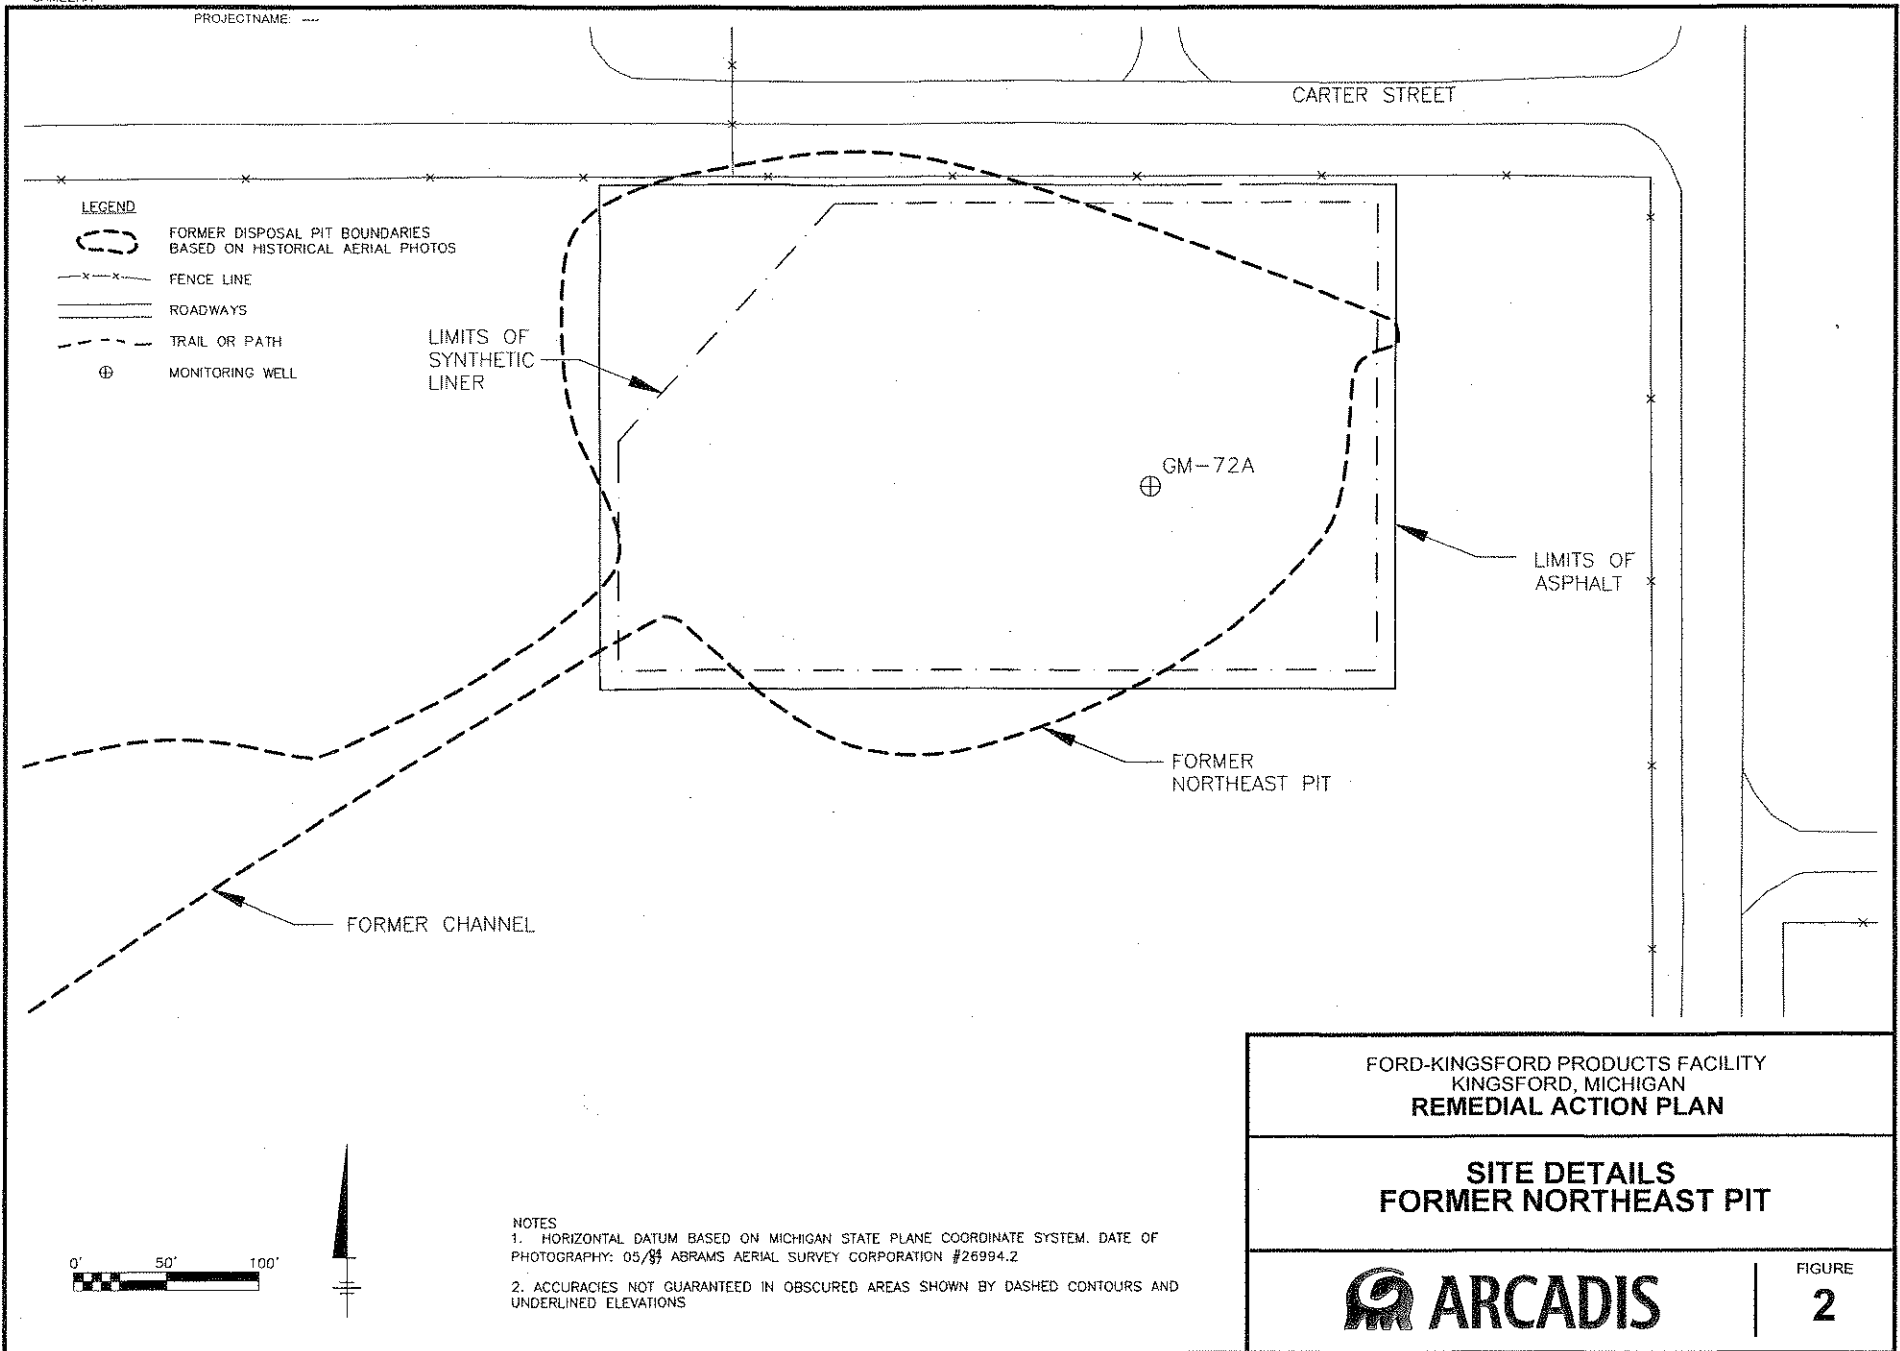 PROJECTNAME: ---
CARTER STREET
LEGEND
FORMER DISPOSAL PIT BOUNDARIES
BASED ON HISTORICAL AERIAL PHOTOS
FENCE LINE
ROADWAYS
TRAIL OR PATH
MONITORING WELL
LIMITS OF
SYNTHETIC
LINER
GM-72A
LIMITS OF
ASPHALT
FORMER
NORTHEAST PIT
FORMER CHANNEL
FORD-KINGSFORD PRODUCTS FACILITY
KINGSFORD, MICHIGAN
REMEDIAL ACTION PLAN
SITE DETAILS
FORMER NORTHEAST PIT
ARCADIS
FIGURE
2
0' 50' 100'
NOTES
1. HORIZONTAL DATUM BASED ON MICHIGAN STATE PLANE COORDINATE SYSTEM. DATE OF
PHOTOGRAPHY: ABRAMS AERIAL SURVEY CORPORATION #26994.2
2. ACCURACIES NOT GUARANTEED IN OBSCURED AREAS SHOWN BY DASHED CONTOURS AND
UNDERLINED ELEVATIONS